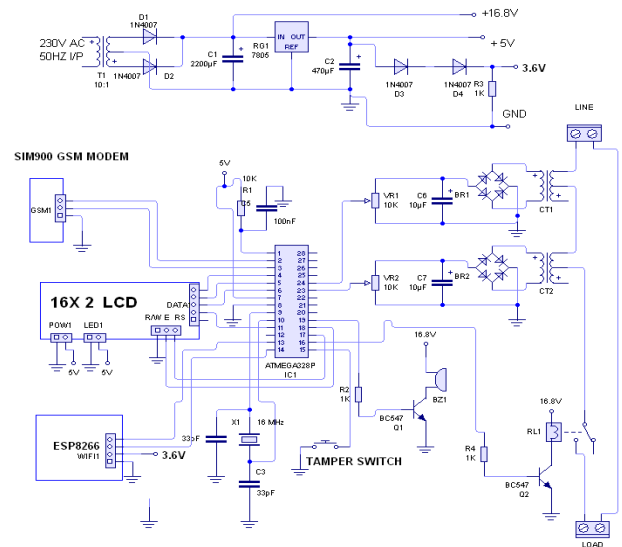 D1
1N4007
+16.8V
230V AC
50HZ I/P
T1
10:1
1N4007
D2
C1
2200µF
IN OUT
REF
RG1
7805
C2
470µF
+ 5V
1N4007
D3
1N4007
D4
3.6V
R3
1K
GND
LINE
SIM900 GSM MODEM
GSM1
5V
10K
R1
C5
100nF
VR1
10K
C6
10µF
BR1
CT1
VR2
10K
C7
10µF
BR2
CT2
1
2
3
4
5
6
7
8
9
10
11
12
13
14
28
27
26
25
24
23
22
21
20
19
18
17
16
15
ATMEGA328P
IC1
16X 2 LCD
DATA
R/W E RS
POW1
LED1
5V
5V
16.8V
BZ1
R2
1K
BC547
Q1
16.8V
RL1
ESP8266
WIFI1
3.6V
33pF
X1
16 MHz
C3
33pF
TAMPER SWITCH
R4
1K
BC547
Q2
LOAD